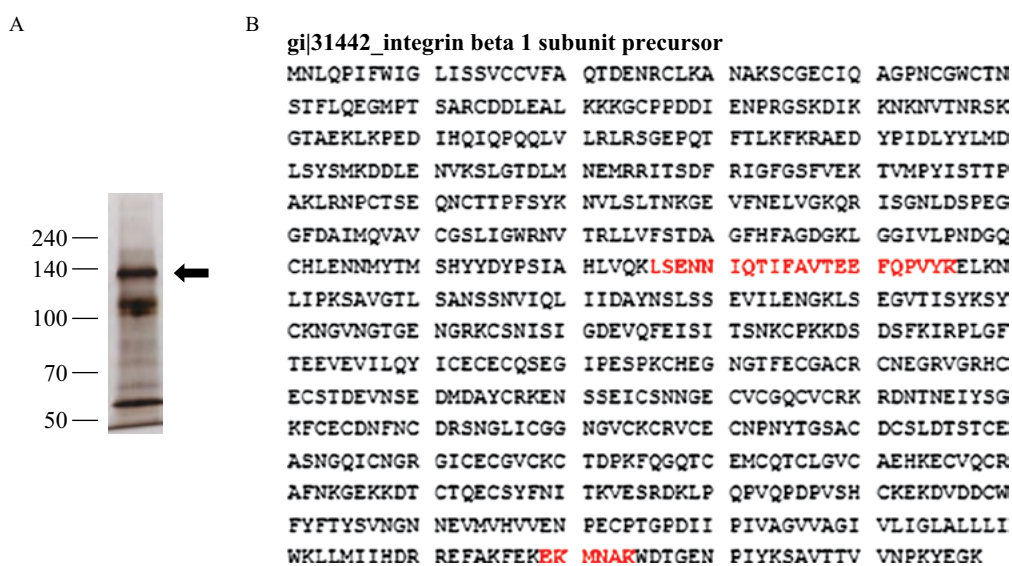 A
B
gi|31442_integrin beta 1 subunit precursor
MNLQPIFWIG LISSVCCVFA QTDENRCLKA NAKSCGECIQ AGPNCGWCTN
STFLQEGMPT SARCDDLEAL KKKGCPPDDI ENPRGSKDIK KNKNVTNRSK
GTAEKLKPED IHQIQPQQLV LRLRSGEPQT FTLKFKRAED YPIDLYYLMD
LSYSMKDDLE NVKSLGTDLM NEMRRITSDF RIGFGSFVEK TVMPYISTTP
AKLRNPCTSE QNCTTPFSYK NVLSLTNKGE VFNELVGKQR ISGNLDSPEG
GFDAIMQVAV CGSLIGWRNV TRLLVFSTDA GFHFAGDGKL GGIVLPNDGQ
CHLENNMYTM SHYYDYPSIA HLVQKLSENN IQTIFAVTEE FQPVYKELKN
LIPKSAVGTL SANSSNVIQL IIDAYNSLSS EVILENGKLS EGVTISYKSY
CKNGVNGTGE NGRKCSNISI GDEVQFEISI TSNKCPKKDS DSFKIRPLGF
TEEVEVILQY ICECECQSEG IPESPKCHEG NGTFECGACR CNEGRVGRHC
ECSTDEVNSE DMDAYCRKEN SSEICSNNGE CVCGQCVCRK RDNTNEIYSG
KFCECDNFNC DRSNGLICGG NGVCKCRVCE CNPNYTGSAC DCSLDTSTCE
ASNGQICNGR GICECGVCKC TDPKFQGQTC EMCQTCLGVC AEHKECVQCR
AFNKGEKKDT CTQECSYFNI TKVESRDKLP QPVQPDPVSH CKEKDVDDCW
FYFTYSVNGN NEVMVHVVEN PECPTGPDII PIVAGVVAGI VLIGLALLLI
WKLLMIIHDR REFAKFEKEK MNAKWDTGEN PIYKSAVTTV VNPKYEGK
240
140
100
70
50